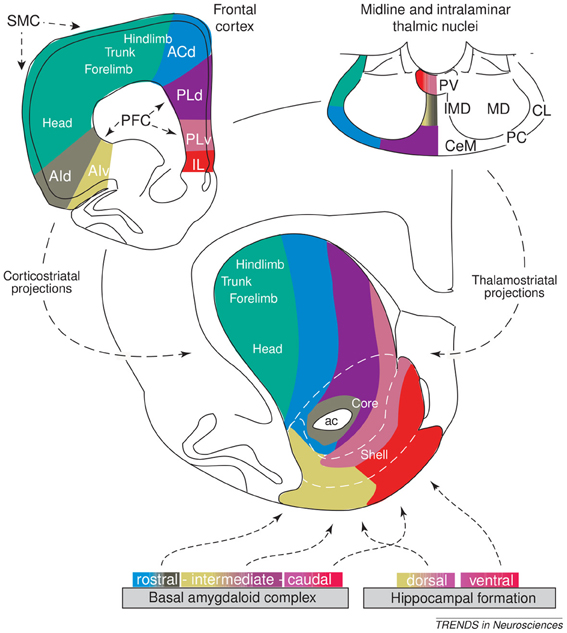 SMC
Frontal
cortex
Hindlimb
Trunk
Forelimb
ACd
PLd
PFC
Head
PLv
AId
AIv
IL
Midline and intralaminar
thalmic nuclei
PV
IMD
MD
CL
PC
CeM
Corticostriatal
projections
Thalamostriatal
projections
Hindlimb
Trunk
Forelimb
Head
Core
ac
Shell
rostral - intermediate - caudal
Basal amygdaloid complex
dorsal ventral
Hippocampal formation
TRENDS in Neurosciences